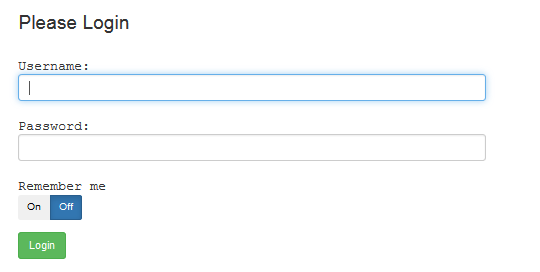 Please Login
Username:
Password:
Remember me
On Off
Login